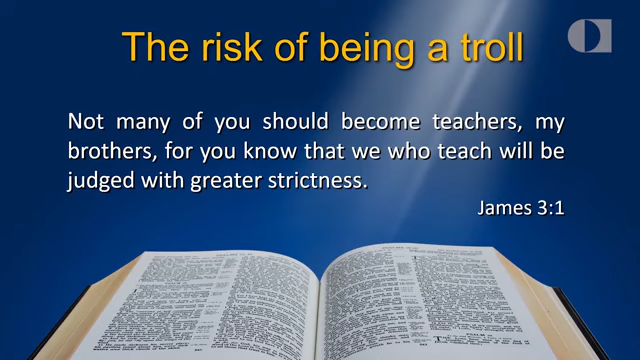 The risk of being a troll
Not many of you should become teachers, my
brothers, for you know that we who teach will be
judged with greater strictness.
James 3:1